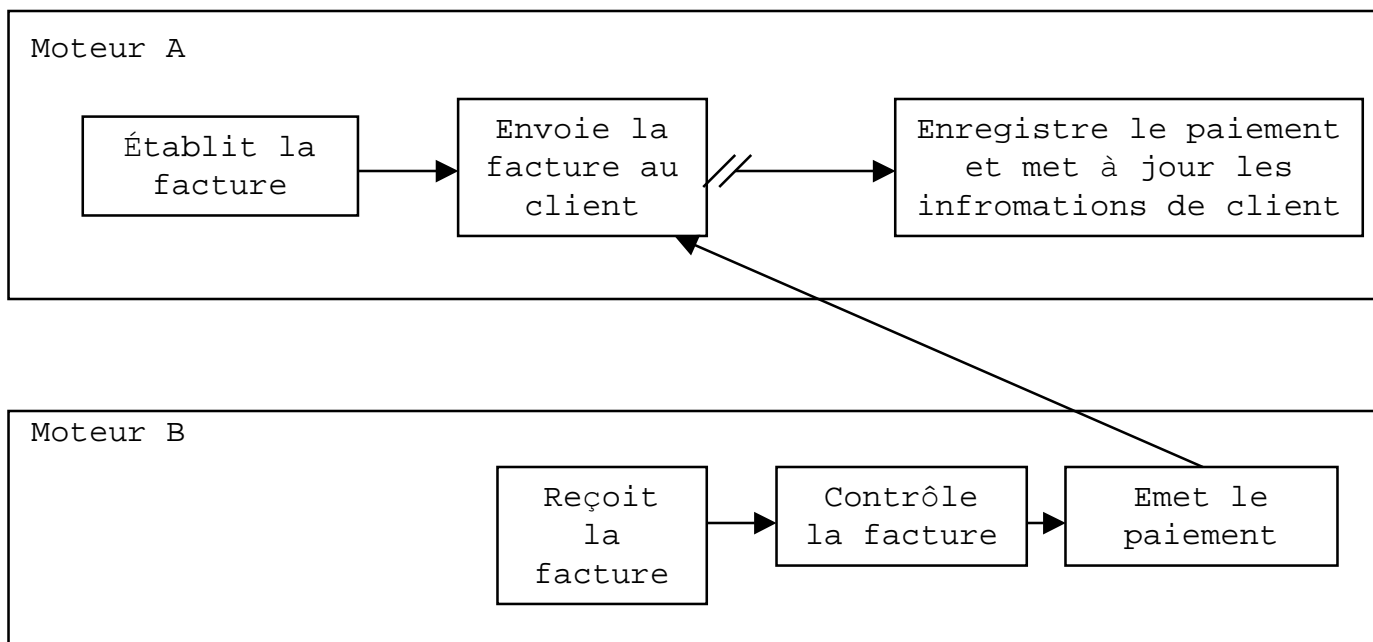 Moteur A
Établit la
facture
Envoie la
facture au
client
Enregistre le paiement
et met à jour les
infromations de client
Moteur B
Reçoit
la
facture
Contrôle
la facture
Emet le
paiement